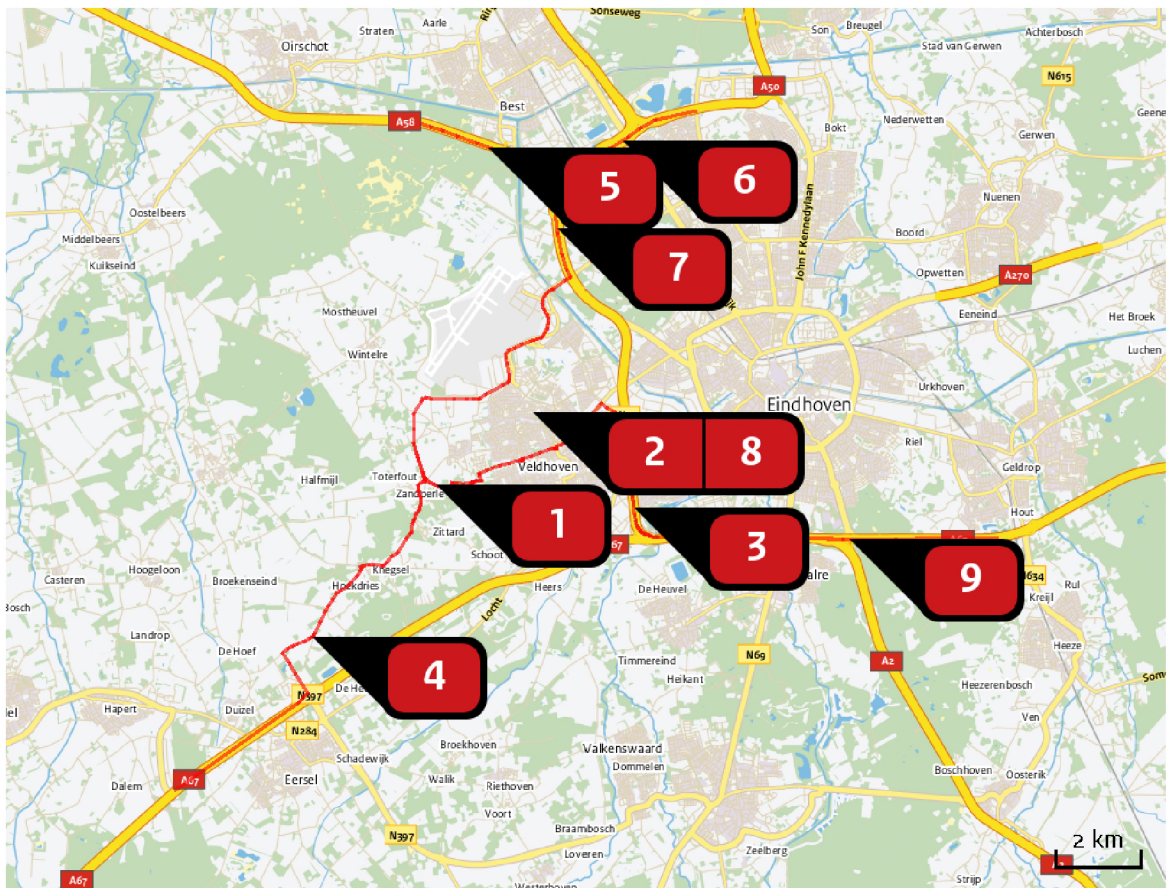 Aarle
Straten
Sonseweg
Son
Breugel
Achterbosch
Oirschot
Stad van Gerwen
N615
A50
Best
Nederwetten
A58
Bokt
Gerwen
5
6
Nuenen
Oostelbeers
John F Kennedylaan
Middelbeers
Boord
Kuikseind
7
Opwetten
A270
Mostheuvel
Eeneind
Het Broek
Wintelre
Luchen
Urkhoven
Eindhoven
2
8
Riel
Veldhoven
Geldrop
Halfmijl
Toterfout
Zandoerle
Hout
1
Zittard
3
Schoot
Knegsel
Hoogeloon
Casteren
Broekenseind
Hoekdries
Heers
De Heuvel
9
Rul
Kreijl
Locht
Landrop
De Hoef
Heeze
N69
A2
4
Timmereind
Heikant
N397
Heezerenbosch
Hapert
Duizel
Ven
N284
Schadewijk
Broekhoven
Valkenswaard
Dommelen
A67
Eersel
Dalem
Walik
Riethoven
Boschhoven
Oosterik
Voort
N397
Braambosch
2 km
Loveren
Zeelberg
A67
Strijp
Westerhoven